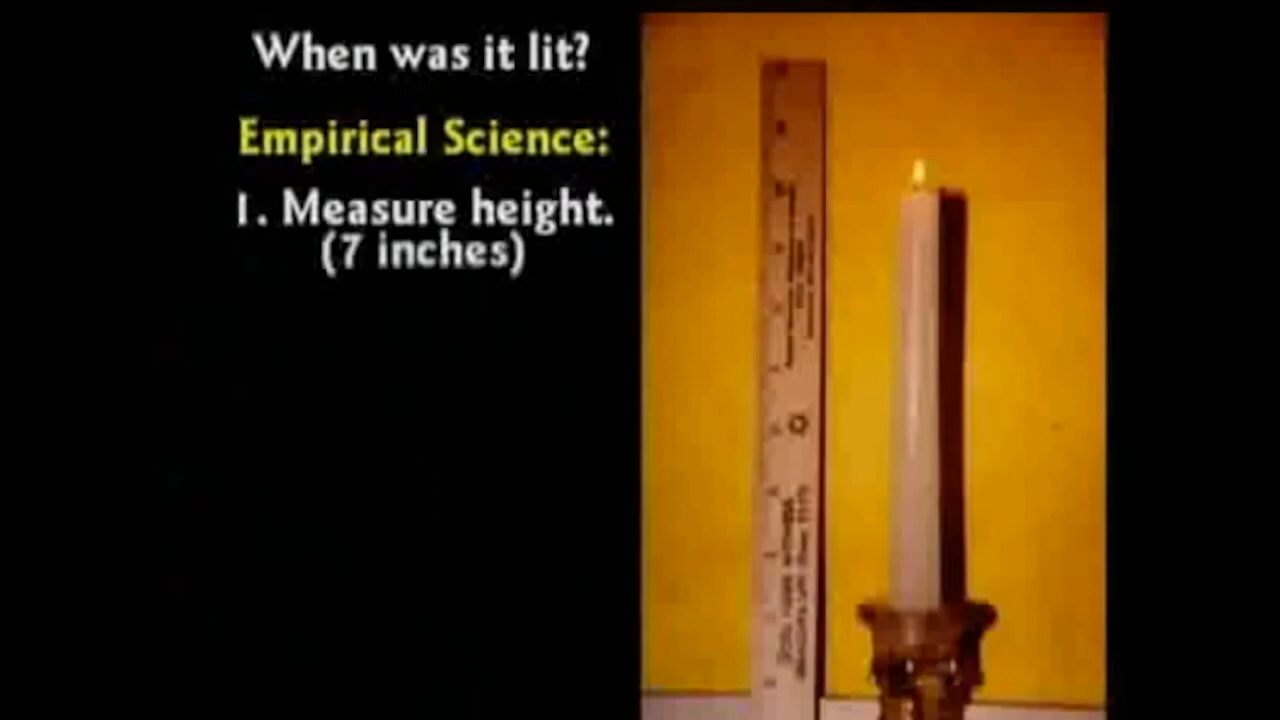 When was it lit?
Empirical Science:
1. Measure height.
(7 inches)